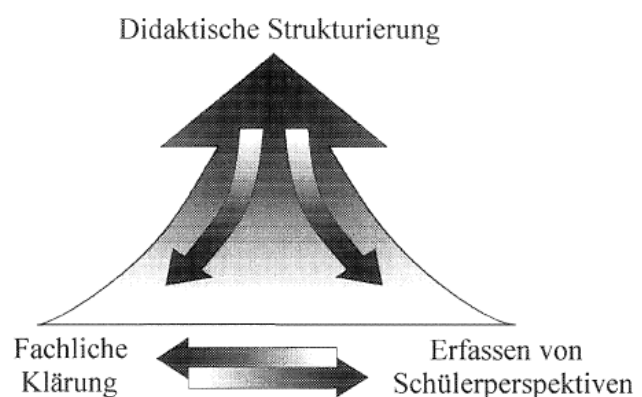 Didaktische Strukturierung
Fachliche
Klärung
Erfassen von
Schülerperspektiven